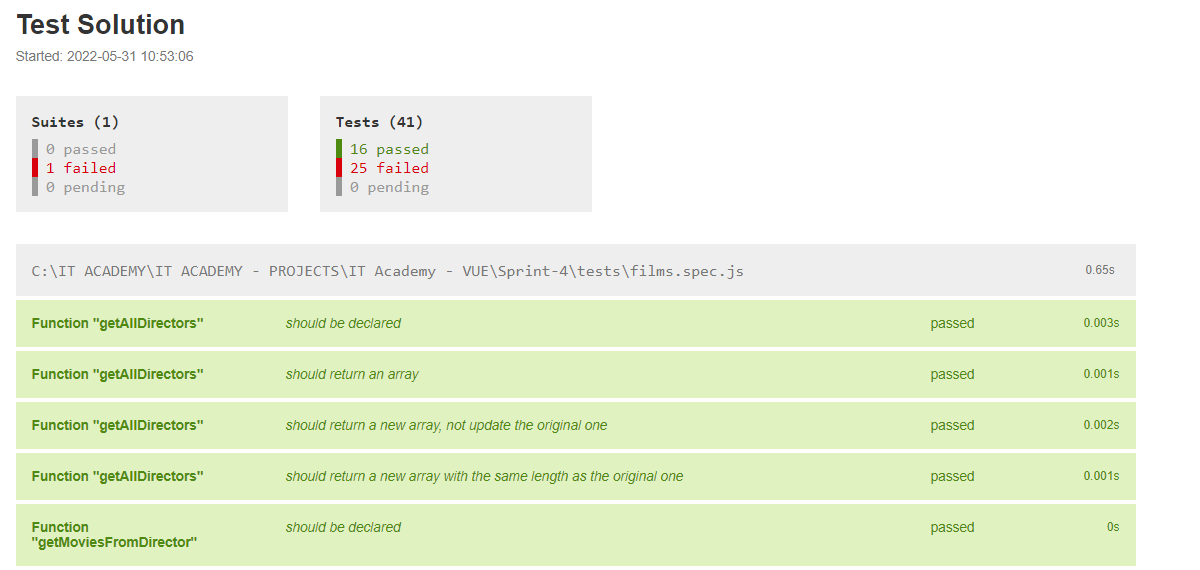 Test Solution
Started: 2022-05-31 10:53:06
Suites (1)
0 passed
1 failed
0 pending
Tests (41)
16 passed
25 failed
0 pending
C:\IT ACADEMY\IT ACADEMY - PROJECTS\IT Academy - VUE\Sprint-4\tests\films.spec.js 0.65s
Function "getAllDirectors" should be declared passed 0.003s
Function "getAllDirectors" should return an array passed 0.001s
Function "getAllDirectors" should return a new array, not update the original one passed 0.002s
Function "getAllDirectors" should return a new array with the same length as the original one passed 0.001s
Function should be declared passed 0s
"getMoviesFromDirector"